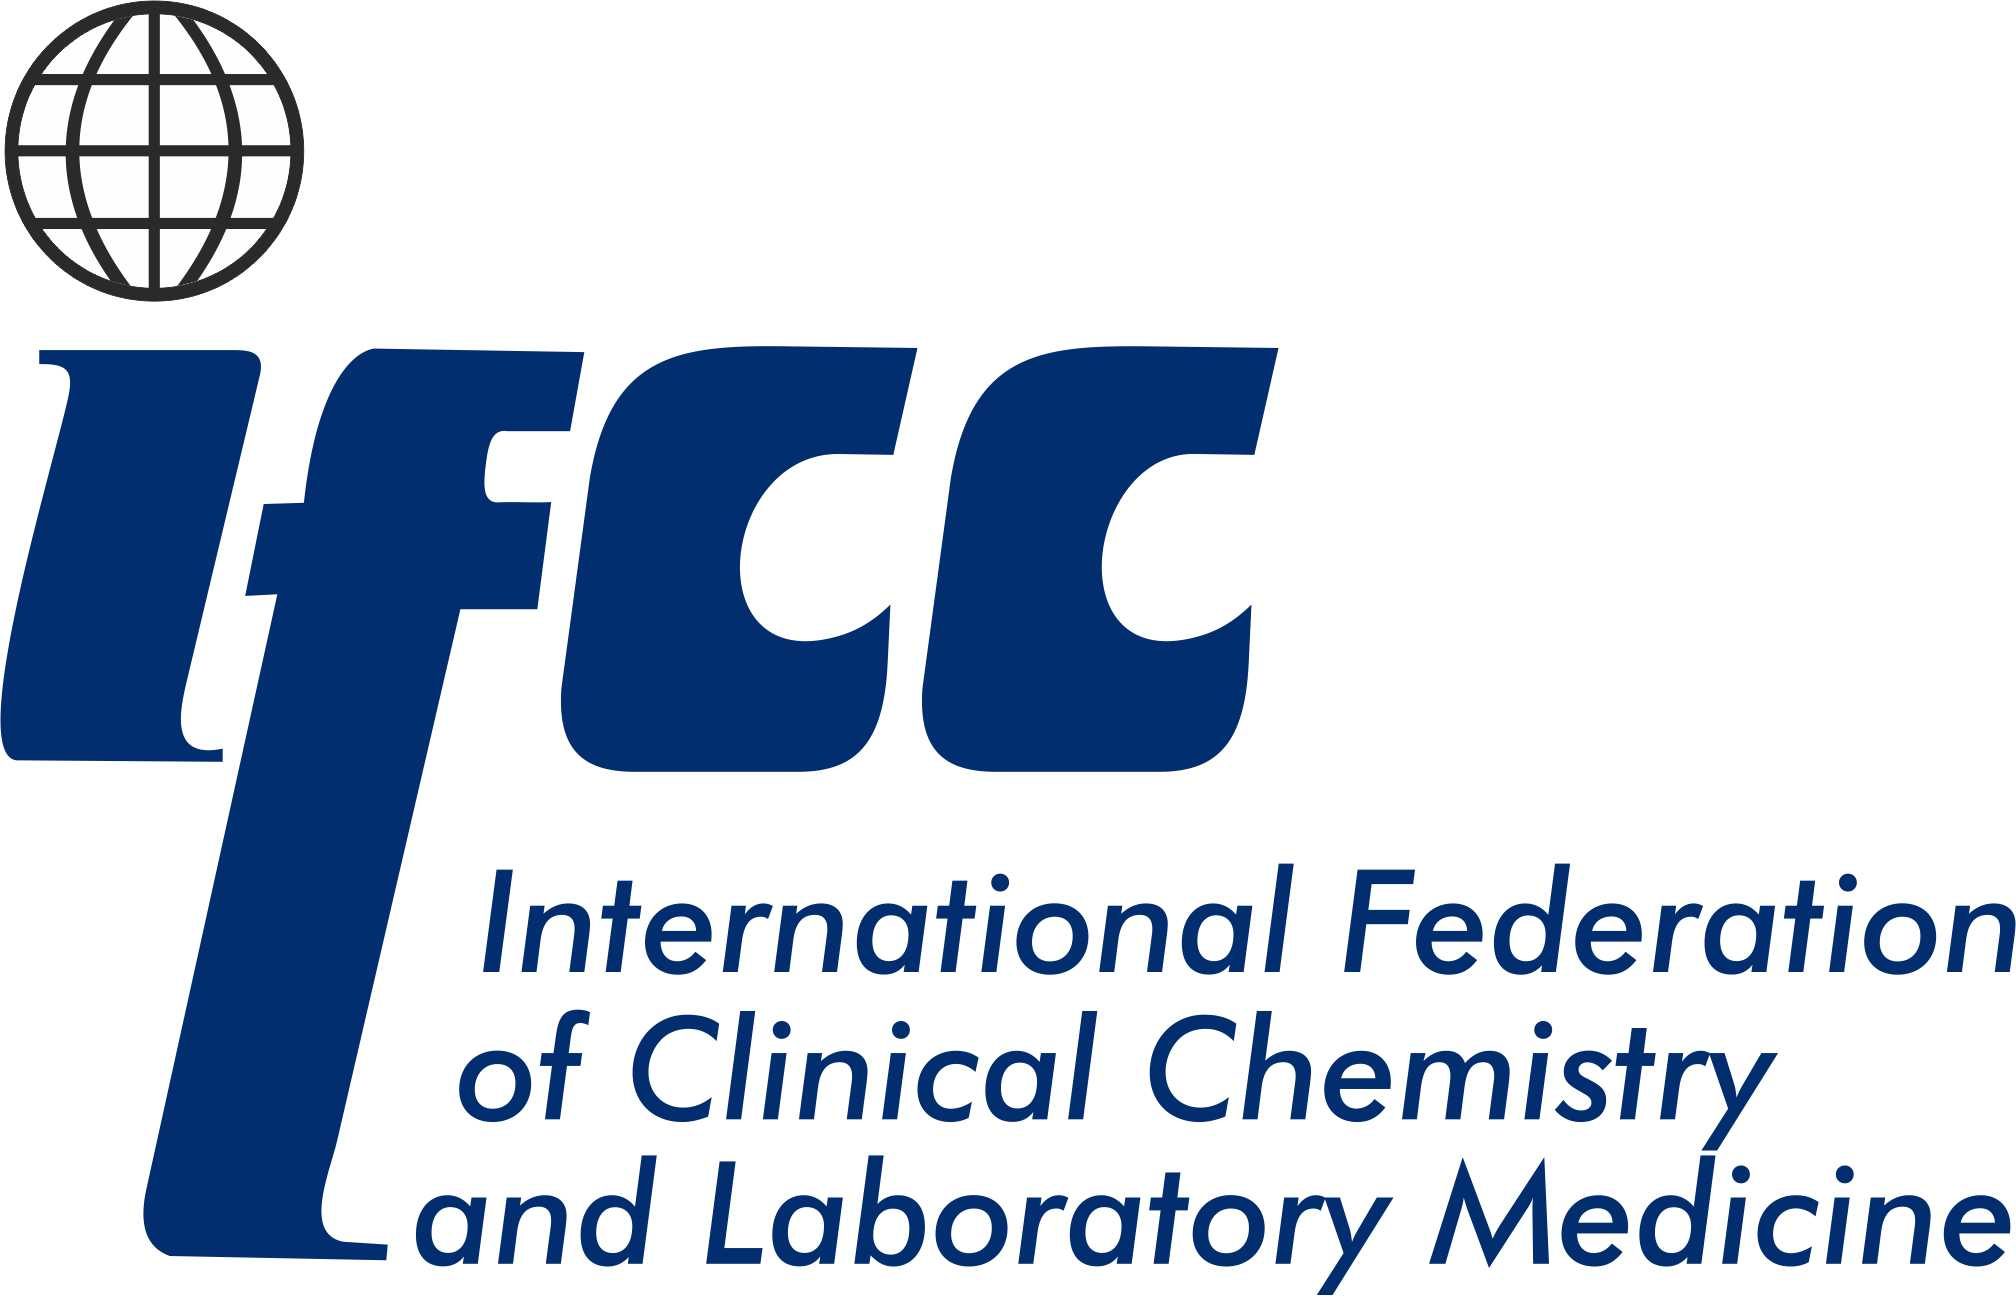 ifcc
International Federation
of Clinical Chemistry
and Laboratory Medicine